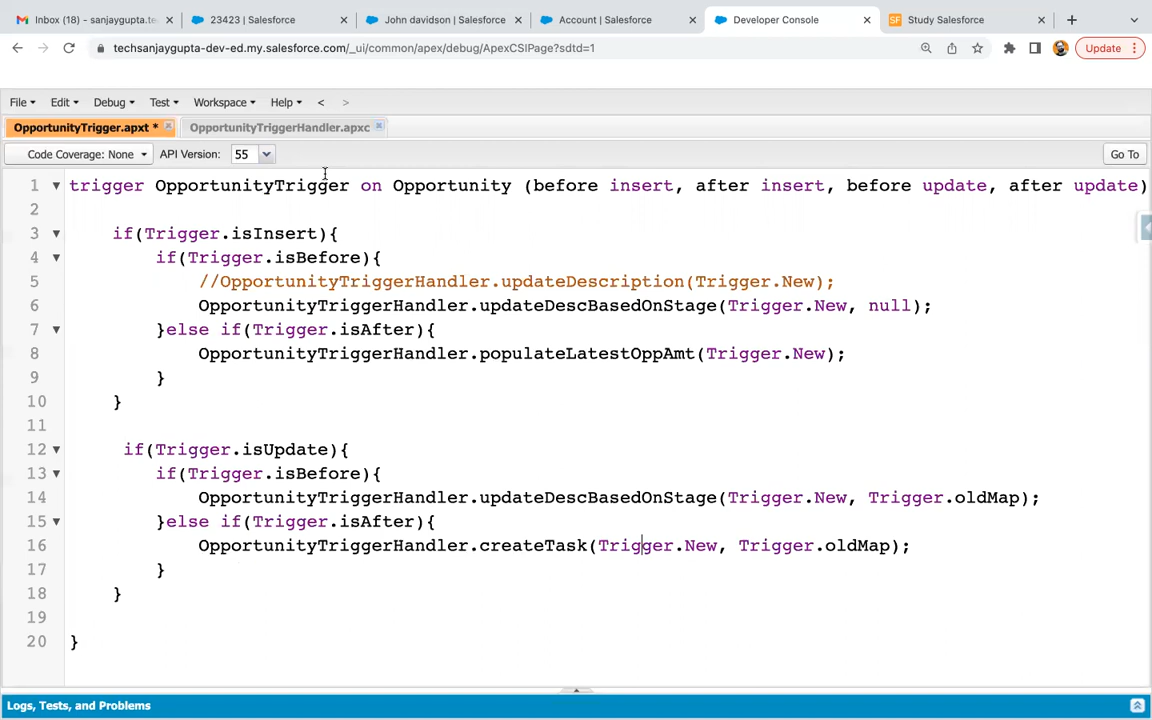 Inbox (18) - sanjaygupta.te
23423 | Salesforce
John davidson | Salesforce
Account | Salesforce
Developer Console
SF Study Salesforce
techsanjaygupta-dev-ed.my.salesforce.com/_ui/common/apex/debug/ApexCSIPage?sdtd=1
Update
File Edit Debug Test Workspace Help < >
OpportunityTrigger.apxt * OpportunityTriggerHandler.apxc
Code Coverage: None API Version: 55 Go To
1 trigger OpportunityTrigger on Opportunity (before insert, after insert, before update, after update)
2
3 if(Trigger.isInsert){
4 if(Trigger.isBefore){
5 //OpportunityTriggerHandler.updateDescription(Trigger.New);
6 OpportunityTriggerHandler.updateDescBasedOnStage(Trigger.New, null);
7 }else if(Trigger.isAfter){
8 OpportunityTriggerHandler.populateLatestOppAmt(Trigger.New);
9 }
10 }
11
12 if(Trigger.isUpdate){
13 if(Trigger.isBefore){
14 OpportunityTriggerHandler.updateDescBasedOnStage(Trigger.New, Trigger.oldMap);
15 }else if(Trigger.isAfter){
16 OpportunityTriggerHandler.createTask(Trigger.New, Trigger.oldMap);
17 }
18 }
19
20 }
Logs, Tests, and Problems